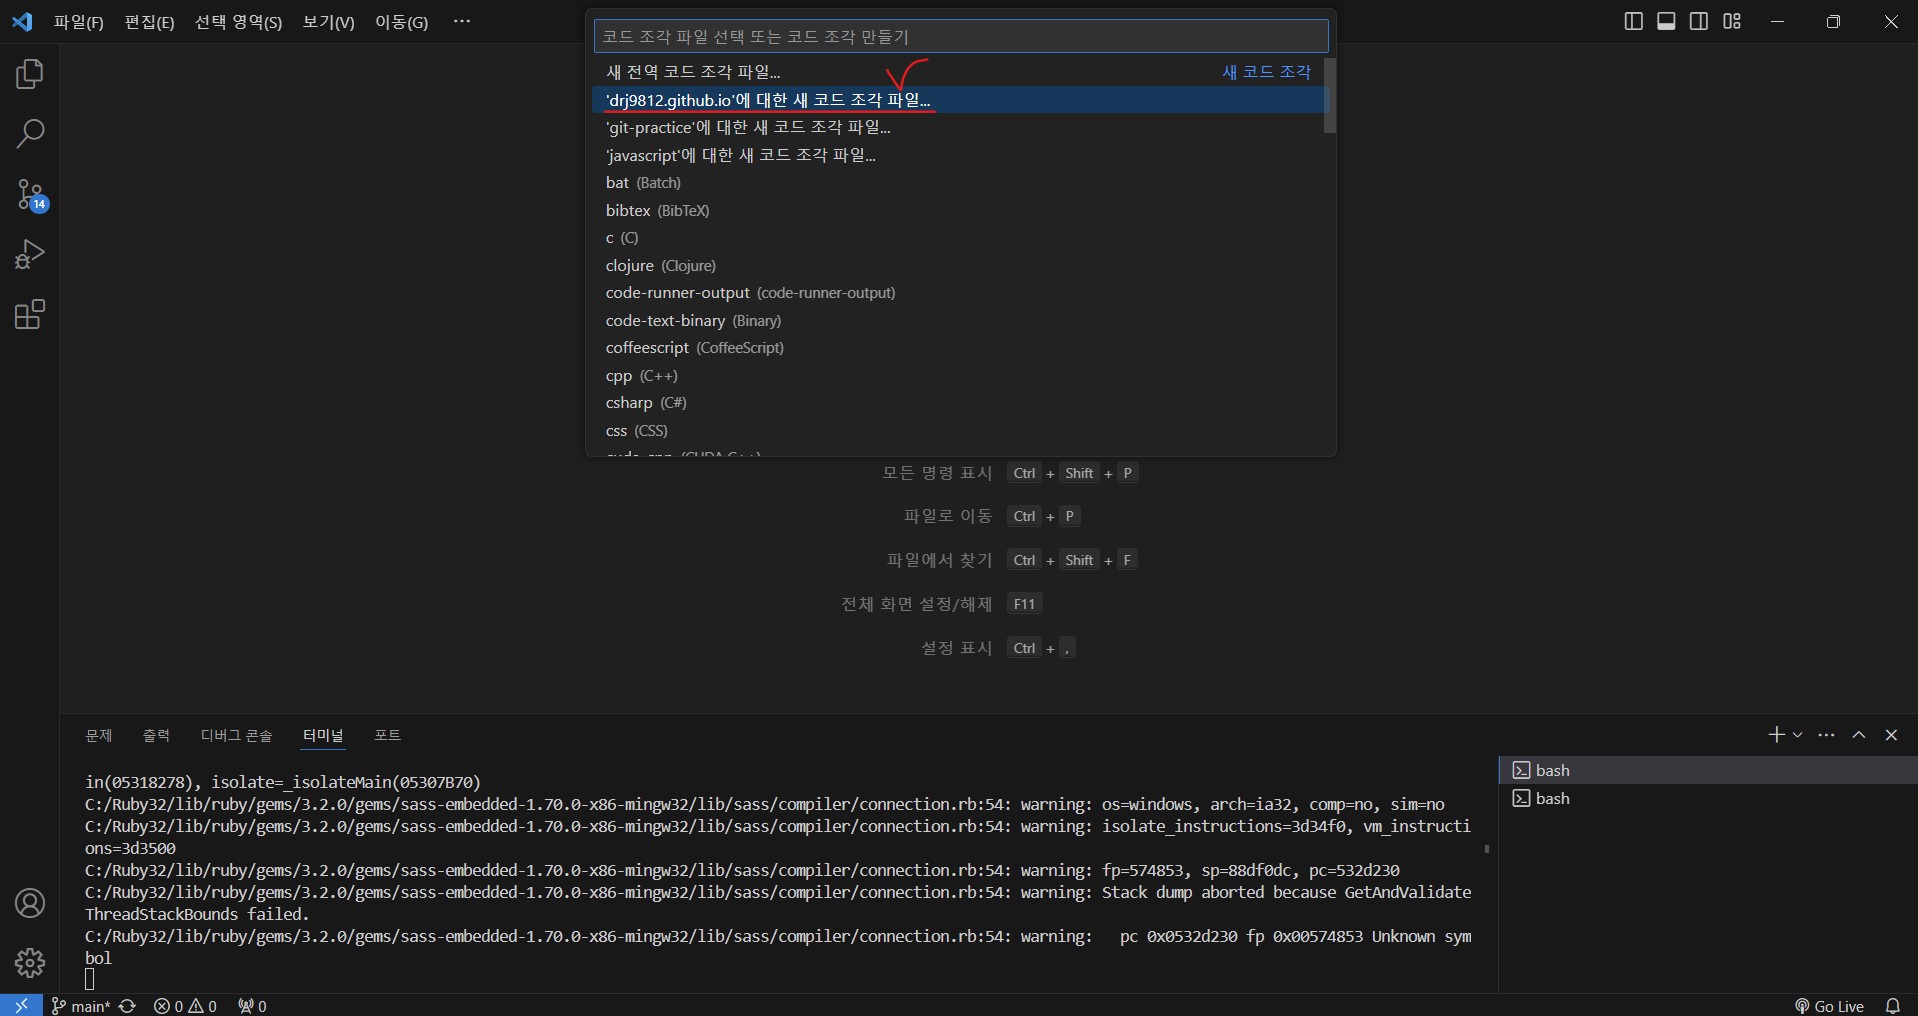 파일(F) 편집(E) 선택 영역(S) 보기(V) 이동(G) ···
코드 조각 파일 선택 또는 코드 조각 만들기
새 전역 코드 조각 파일... 새 코드 조각
'drj9812.github.io'에 대한 새 코드 조각 파일...
'git-practice'에 대한 새 코드 조각 파일...
'javascript'에 대한 새 코드 조각 파일...
bat (Batch)
bibtex (BibTeX)
c (C)
clojure (Clojure)
code-runner-output (code-runner-output)
code-text-binary (Binary)
coffeescript (CoffeeScript)
cpp (C++)
csharp (C#)
css (CSS)
14
모든 명령 표시 Ctrl + Shift + P
파일로 이동 Ctrl + P
파일에서 찾기 Ctrl + Shift + F
전체 화면 설정/해제 F11
설정 표시 Ctrl + ,
문제 출력 디버그 콘솔 터미널 포트
in(05318278), isolate=_isolateMain(05307B70)
C:/Ruby32/lib/ruby/gems/3.2.0/gems/sass-embedded-1.70.0-x86-mingw32/lib/sass/compiler/connection.rb:54: warning: os=windows, arch=ia32, comp=no, sim=no
C:/Ruby32/lib/ruby/gems/3.2.0/gems/sass-embedded-1.70.0-x86-mingw32/lib/sass/compiler/connection.rb:54: warning: isolate_instructions=3d34f0, vm_instructi
ons=3d3500
C:/Ruby32/lib/ruby/gems/3.2.0/gems/sass-embedded-1.70.0-x86-mingw32/lib/sass/compiler/connection.rb:54: warning: fp=574853, sp=88df0dc, pc=532d230
C:/Ruby32/lib/ruby/gems/3.2.0/gems/sass-embedded-1.70.0-x86-mingw32/lib/sass/compiler/connection.rb:54: warning: Stack dump aborted because GetAndValidate
ThreadStackBounds failed.
C:/Ruby32/lib/ruby/gems/3.2.0/gems/sass-embedded-1.70.0-x86-mingw32/lib/sass/compiler/connection.rb:54: warning:   pc 0x0532d230 fp 0x00574853 Unknown sym
bol
bash
bash
main* 0 0 0 Go Live